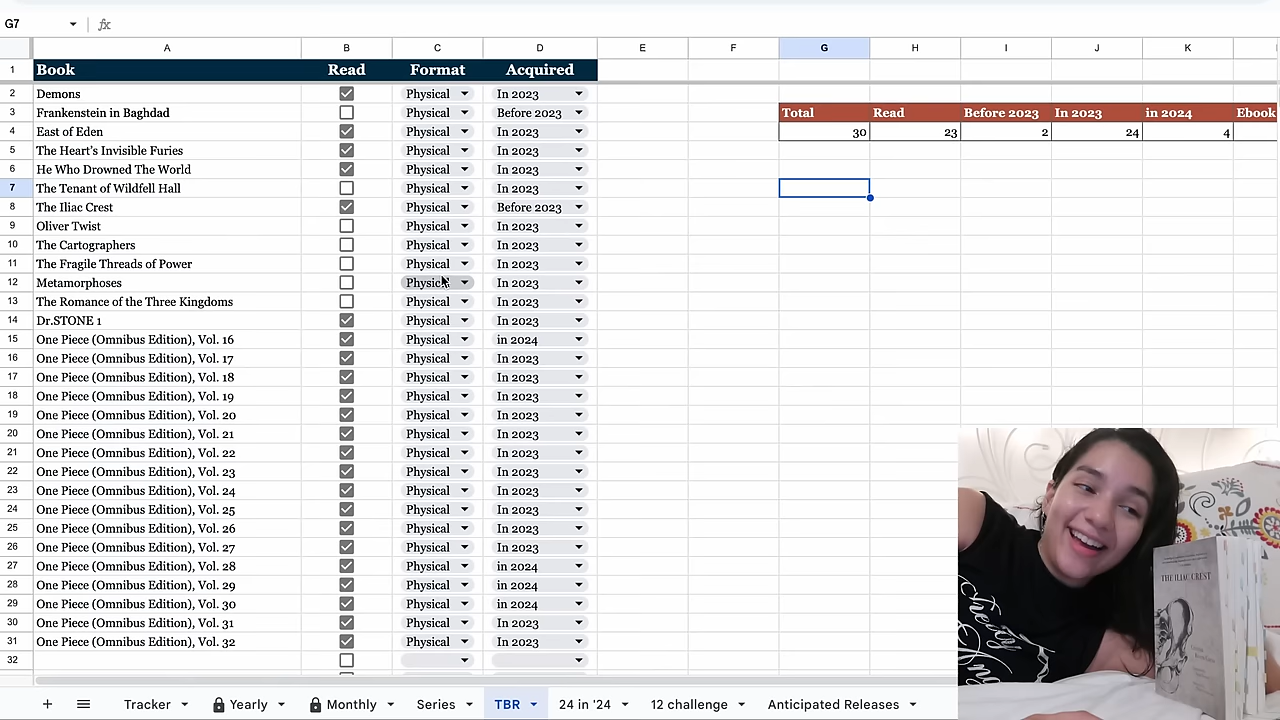 G7 fx
A B C D E F G H I J K
1 Book Read Format Acquired
2 Demons Physical In 2023
3 Frankenstein in Baghdad Physical Before 2023 Total Read Before 2023 In 2023 in 2024 Ebook
4 East of Eden Physical In 2023 30 23 2 24 4
5 The Heart's Invisible Furies Physical In 2023
6 He Who Drowned The World Physical In 2023
7 The Tenant of Wildfell Hall Physical In 2023
8 The Iliac Crest Physical Before 2023
9 Oliver Twist Physical In 2023
10 The Cartographers Physical In 2023
11 The Fragile Threads of Power Physical In 2023
12 Metamorphoses Physical In 2023
13 The Romance of the Three Kingdoms Physical In 2023
14 Dr.STONE 1 Physical In 2023
15 One Piece (Omnibus Edition), Vol. 16 Physical in 2024
16 One Piece (Omnibus Edition), Vol. 17 Physical In 2023
17 One Piece (Omnibus Edition), Vol. 18 Physical In 2023
18 One Piece (Omnibus Edition), Vol. 19 Physical In 2023
19 One Piece (Omnibus Edition), Vol. 20 Physical In 2023
20 One Piece (Omnibus Edition), Vol. 21 Physical In 2023
21 One Piece (Omnibus Edition), Vol. 22 Physical In 2023
22 One Piece (Omnibus Edition), Vol. 23 Physical In 2023
23 One Piece (Omnibus Edition), Vol. 24 Physical In 2023
24 One Piece (Omnibus Edition), Vol. 25 Physical In 2023
25 One Piece (Omnibus Edition), Vol. 26 Physical In 2023
26 One Piece (Omnibus Edition), Vol. 27 Physical In 2023
27 One Piece (Omnibus Edition), Vol. 28 Physical in 2024
28 One Piece (Omnibus Edition), Vol. 29 Physical in 2024
29 One Piece (Omnibus Edition), Vol. 30 Physical in 2024
30 One Piece (Omnibus Edition), Vol. 31 Physical In 2023
31 One Piece (Omnibus Edition), Vol. 32 Physical In 2023
32
THE ILIAC CREST
+ Tracker Yearly Monthly Series TBR 24 in '24 12 challenge Anticipated Releases